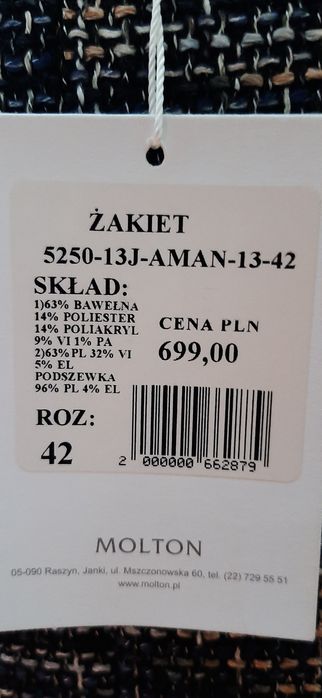 ŻAKIET
5250-13J-AMAN-13-42
SKŁAD:
1)63% BAWEŁNA
14% POLIESTER
14% POLIAKRYL
9% VI 1% PA
2)63%PL 32% VI
5% EL
PODSZEWKA
96% PL 4% EL
CENA PLN
699,00
ROZ:
42
2 000000 662879
MOLTON
05-090 Raszyn, Janki, ul. Mszczonowska 60, tel. (22) 729 55 51
www.molton.pl